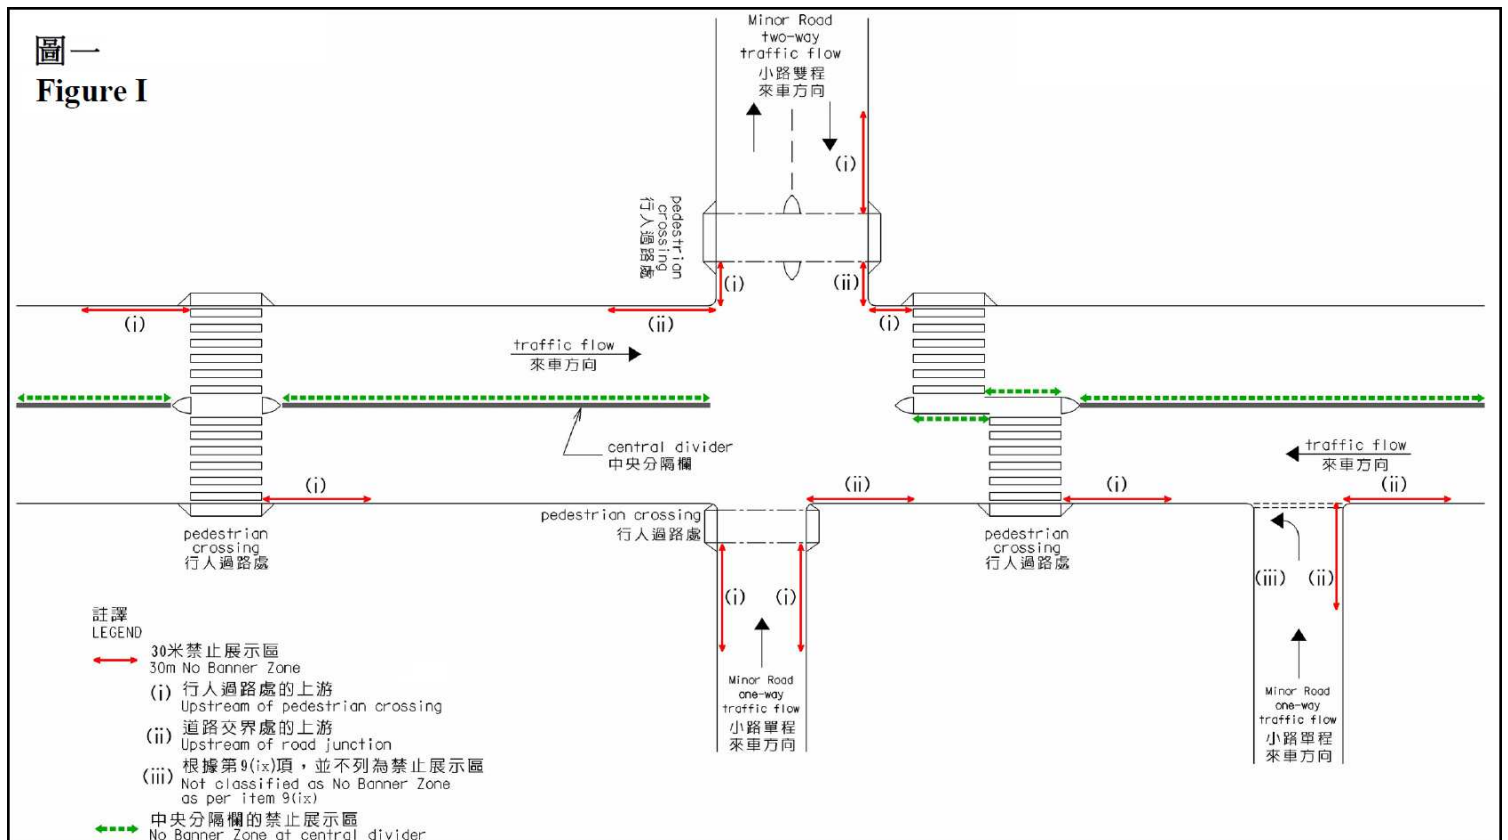 圖一
Figure I
Minor Road
two-way
traffic flow
小路雙程
來車方向
(i)
pedestrian
crossing
行人過路處
(i)
(ii)
(i)
(ii)
(i)
traffic flow
來車方向
central divider
中央分隔欄
traffic flow
來車方向
(i)
(ii)
(i)
(ii)
pedestrian
crossing
行人過路處
pedestrian crossing
行人過路處
pedestrian
crossing
行人過路處
(i)
(i)
(iii)
(ii)
Minor Road
one-way
traffic flow
小路單程
來車方向
Minor Road
one-way
traffic flow
小路單程
來車方向
註譯
LEGEND
30米禁止展示區
30m No Banner Zone
(i) 行人過路處的上游
Upstream of pedestrian crossing
(ii) 道路交界處的上游
Upstream of road junction
(iii) 根據第9(ix)項，並不列為禁止展示區
Not classified as No Banner Zone
as per item 9(ix)
中央分隔欄的禁止展示區
No Banner Zone at central divider